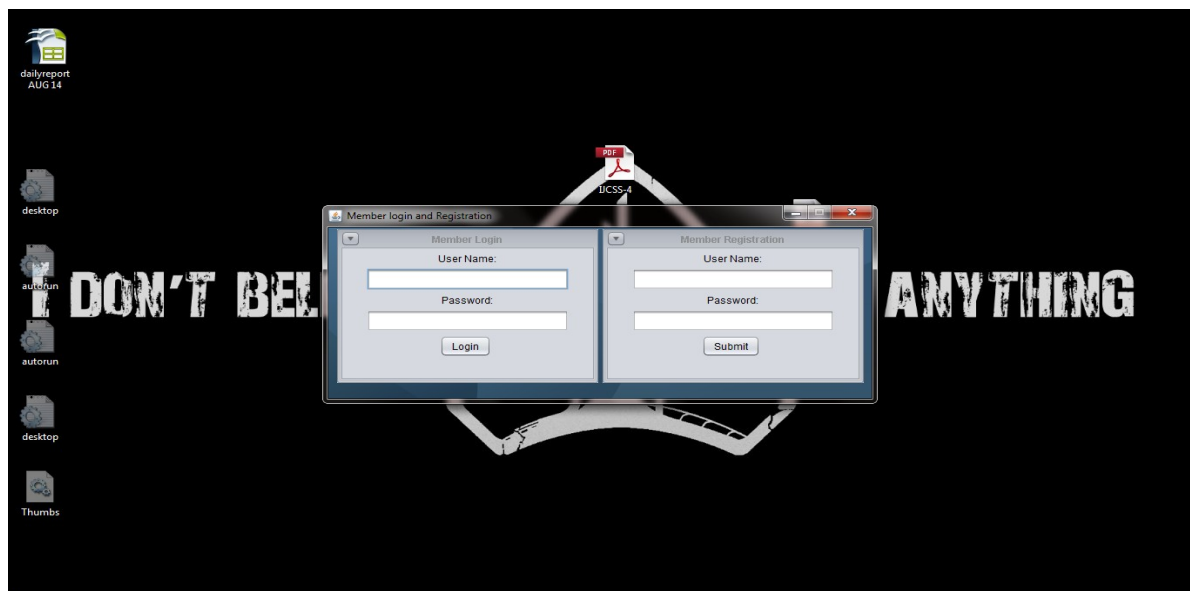 dailyreport
AUG 14
PDF
IJCSS-4
desktop
Member login and Registration
Member Login
User Name:
Password:
Login
Member Registration
User Name:
Password:
Submit
autorun
I DON'T BEL
ANYTHING
autorun
desktop
Thumbs